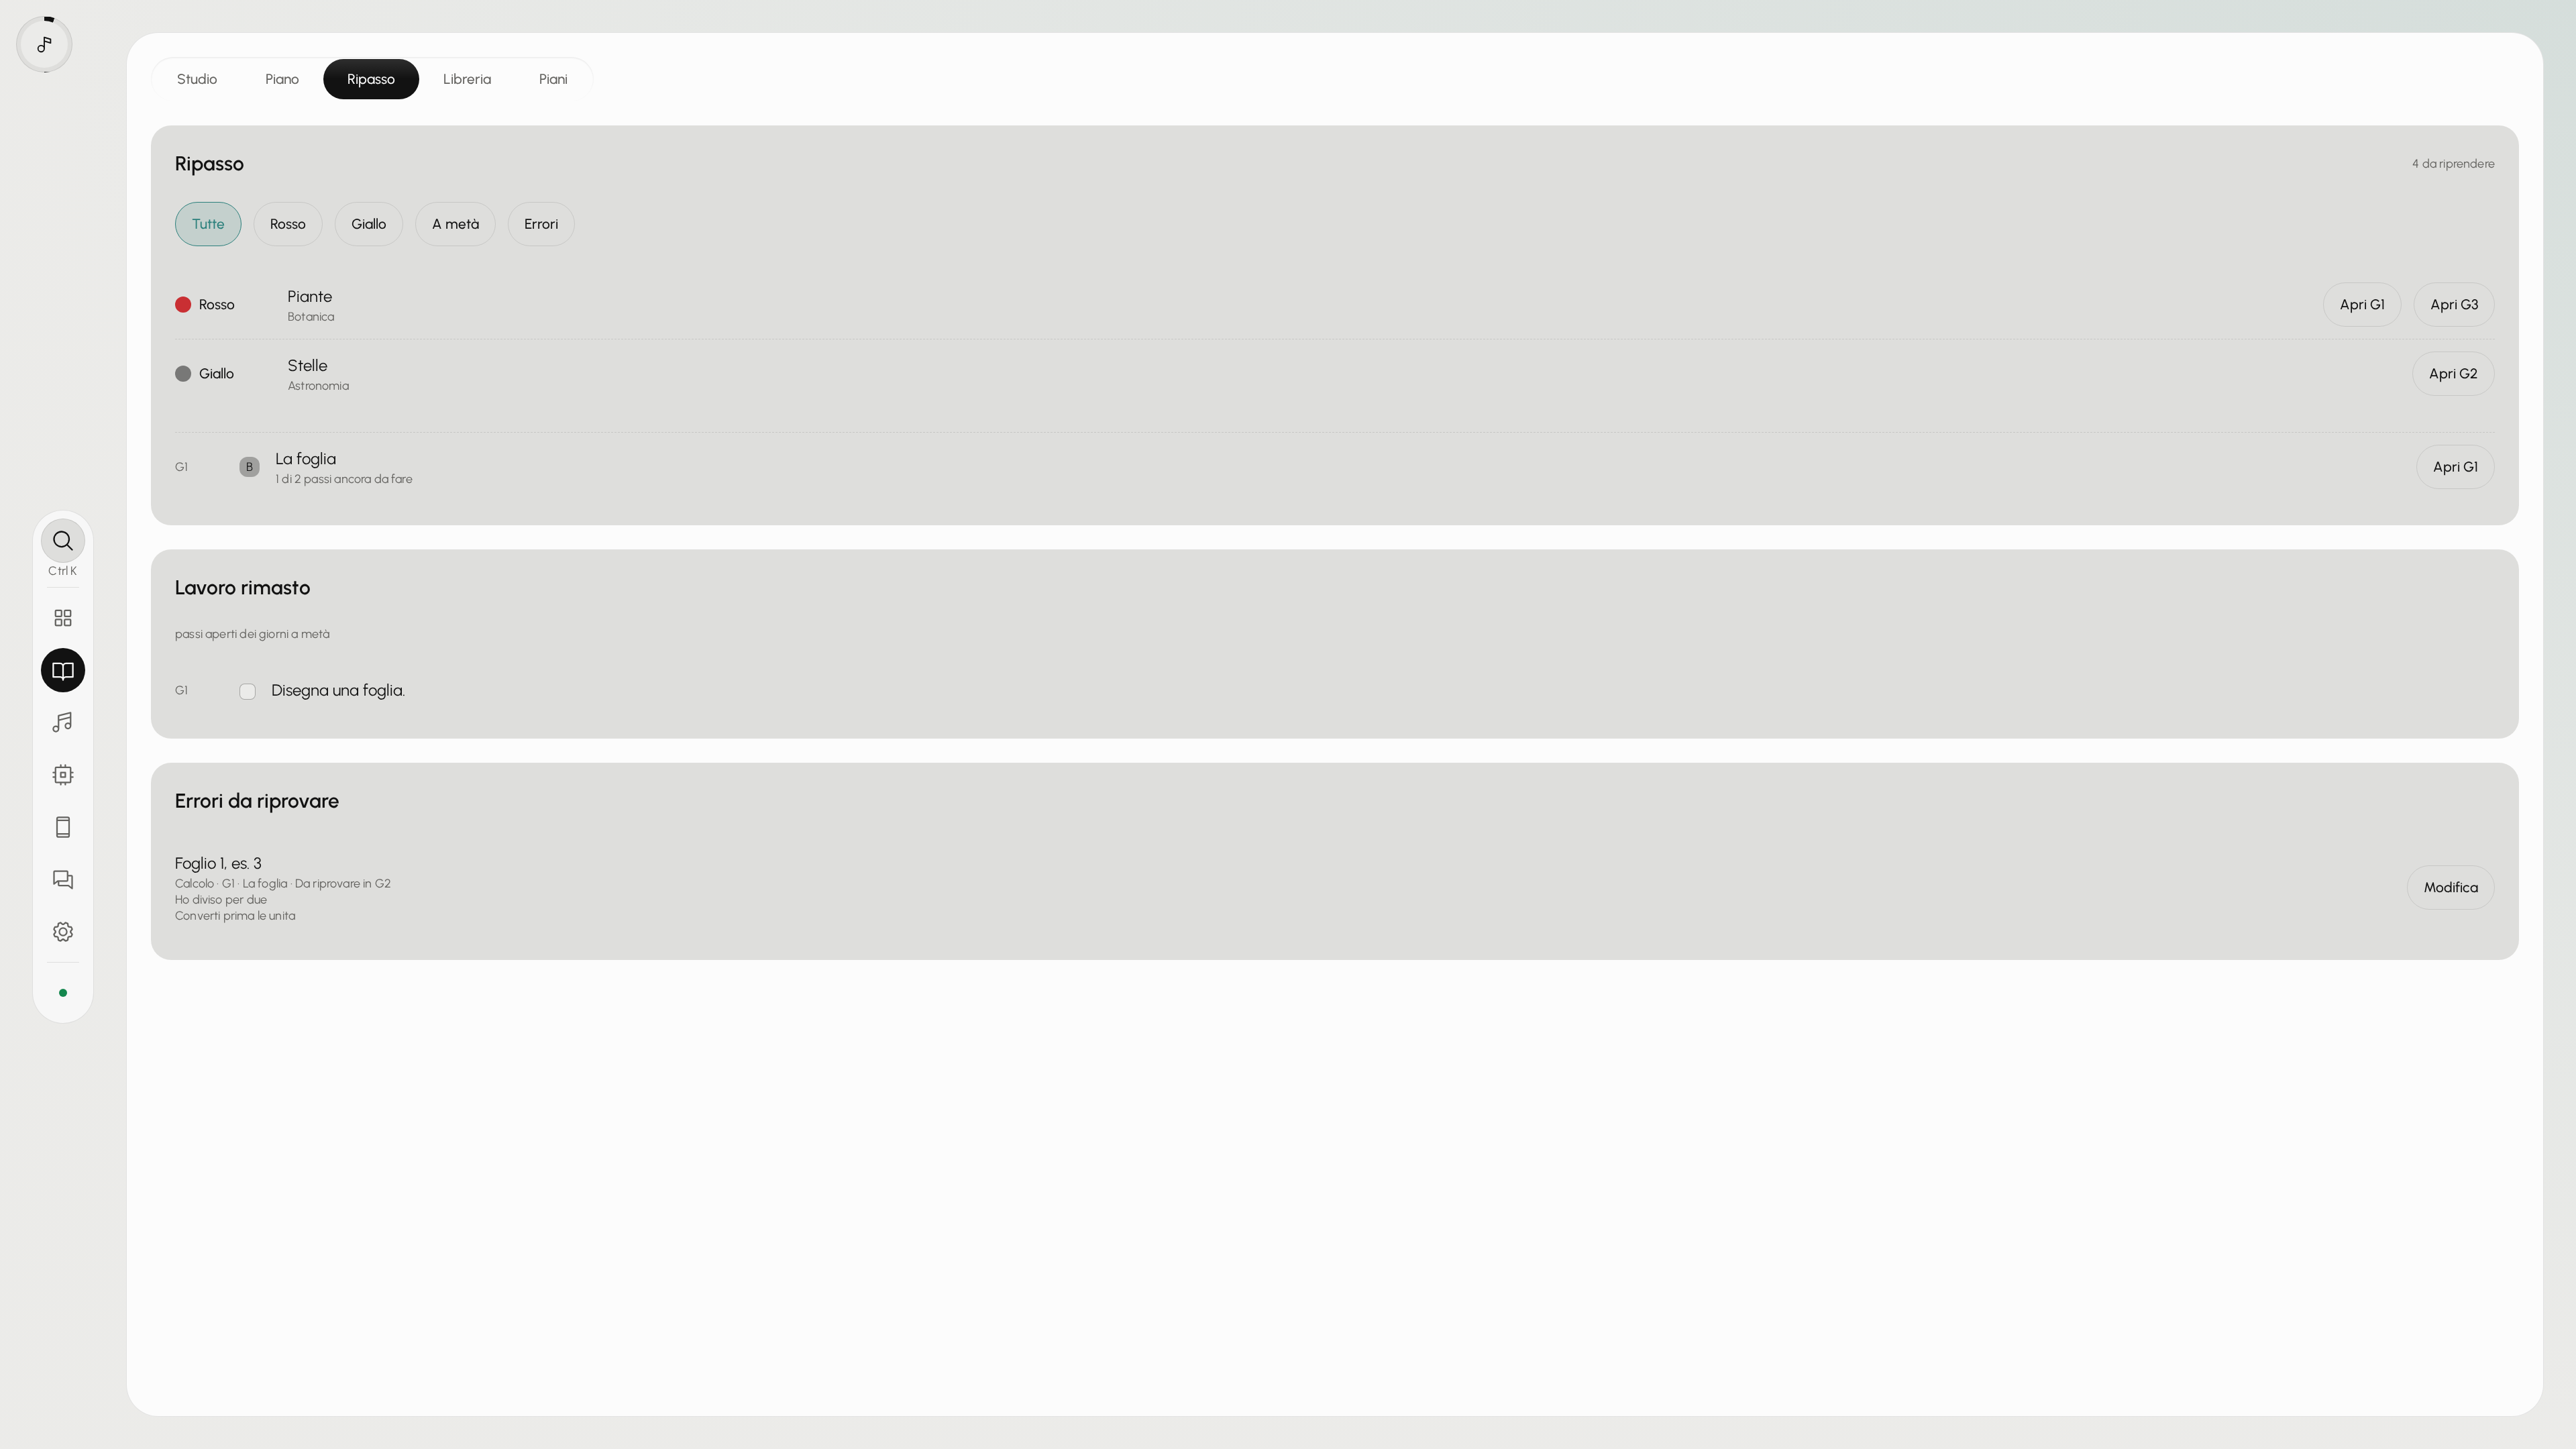 Studio Piano Ripasso Libreria Piani
Ripasso
4 da riprendere
Tutte Rosso Giallo A metà Errori
Rosso
Piante
Botanica
Apri G1 Apri G3
Giallo
Stelle
Astronomia
Apri G2
G1
B
La foglia
1 di 2 passi ancora da fare
Apri G1
Ctrl K
Lavoro rimasto
passi aperti dei giorni a metà
G1
Disegna una foglia.
Errori da riprovare
Foglio 1, es. 3
Calcolo · G1 · La foglia · Da riprovare in G2
Ho diviso per due
Converti prima le unita
Modifica